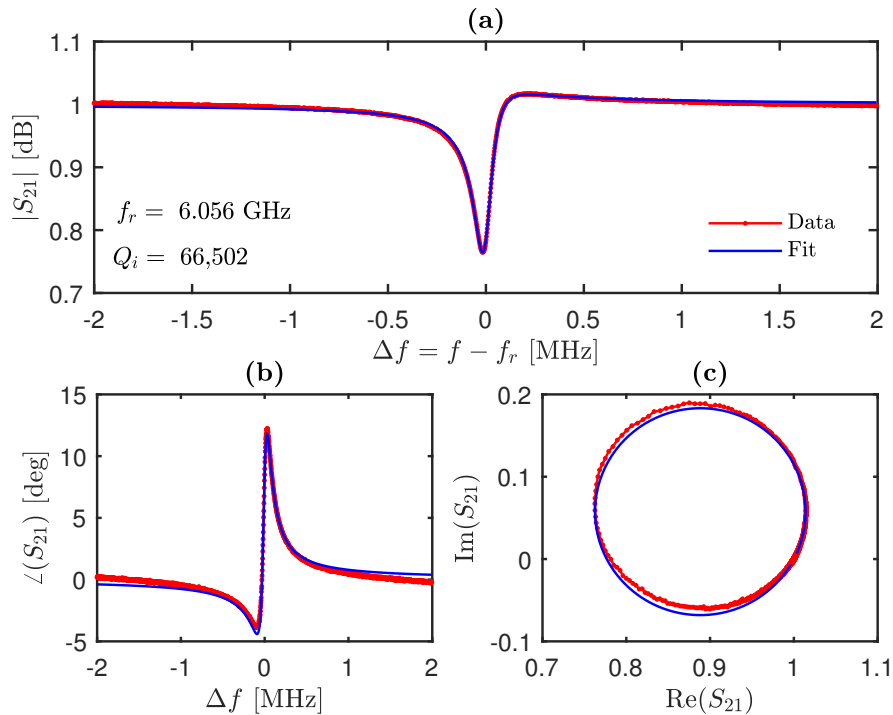 (a)
1.1
1
0.9
0.8
0.7
|S₂₁| [dB]
fᵣ = 6.056 GHz
Qᵢ = 66,502
Data
Fit
-2 -1.5 -1 -0.5 0 0.5 1 1.5 2
Δf = f − fᵣ [MHz]
(b)
15
10
5
0
-5
∠(S₂₁) [deg]
-2 -1 0 1 2
Δf [MHz]
(c)
0.2
0.1
0
-0.1
Im(S₂₁)
0.7 0.8 0.9 1 1.1
Re(S₂₁)